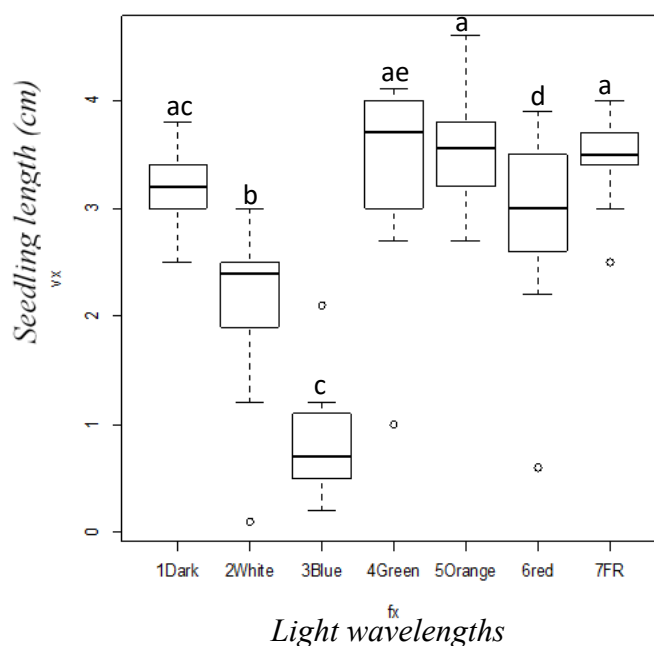 Seedling length (cm)
vx
4
3
2
1
0
ac
b
c
ae
a
d
a
1Dark
2White
3Blue
4Green
5Orange
6red
7FR
fx
Light wavelengths